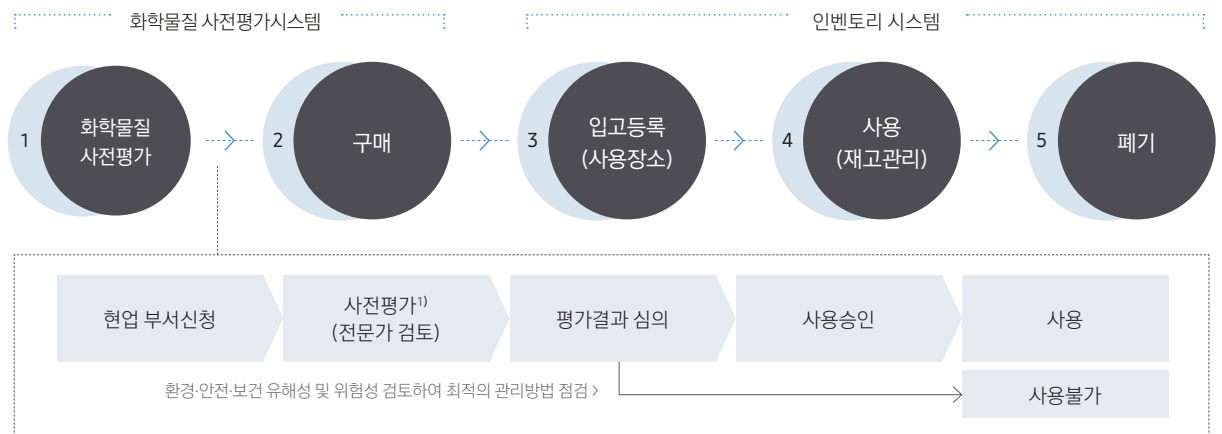 화학물질 사전평가시스템
인벤토리 시스템
1
화학물질
사전평가
2
구매
3
입고등록
(사용장소)
4
사용
(재고관리)
5
폐기
현업 부서신청
사전평가1)
(전문가 검토)
평가결과 심의
사용승인
사용
환경·안전·보건 유해성 및 위험성 검토하여 최적의 관리방법 점검 >
사용불가